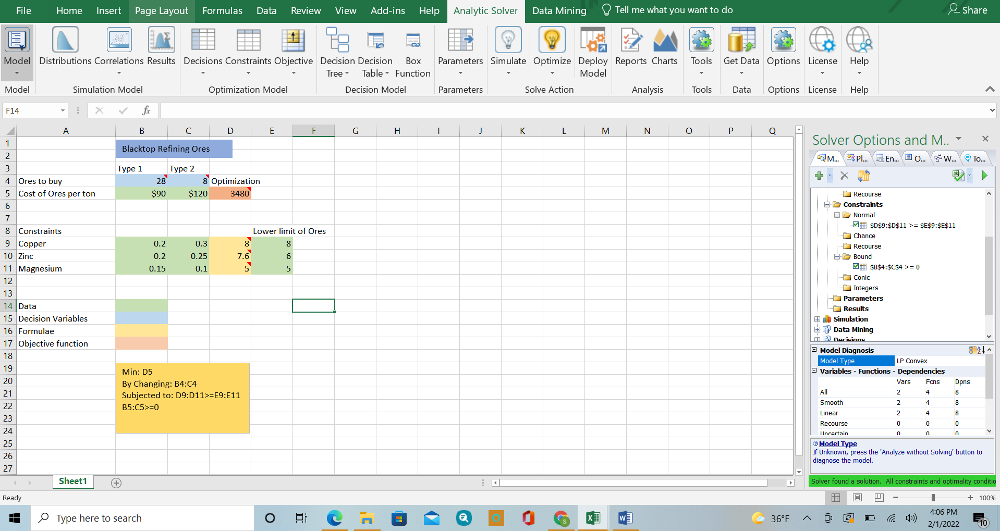 File Home Insert Page Layout Formulas Data Review View Add-ins Help Analytic Solver Data Mining Tell me what you want to do Share
Model Distributions Correlations Results Decisions Constraints Objective Decision Tree Decision Table Box Function Parameters Simulate Optimize Deploy Model Reports Charts Tools Get Data Options License Help
Model Simulation Model Optimization Model Decision Model Parameters Solve Action Analysis Tools Data Options License Help
F14 fx
A B C D E F G H I J K L M N O P Q
1
Blacktop Refining Ores
2
3 Type 1 Type 2
4 Ores to buy 28 8 Optimization
5 Cost of Ores per ton $90 $120 3480
6
7
8 Constraints Lower limit of Ores
9 Copper 0.2 0.3 8 8
10 Zinc 0.2 0.25 7.6 6
11 Magnesium 0.15 0.1 5 5
12
13
14 Data
15 Decision Variables
16 Formulae
17 Objective function
18
19
20
21
22
23
24
25
26
27
Min: D5
By Changing: B4:C4
Subjected to: D9:D11>=E9:E11
B5:C5>=0
Solver Options and M..
M... Pl... En... O... W... To...
Recourse
Constraints
Normal
$D$9:$D$11 >= $E$9:$E$11
Chance
Recourse
Bound
$B$4:$C$4 >= 0
Conic
Integers
Parameters
Results
Simulation
Data Mining
Decisions
Model Diagnosis
Model Type LP Convex
Variables - Functions - Dependencies
Vars Fcns Dpns
All 2 4 8
Smooth 2 4 8
Linear 2 4 8
Recourse 0 0 0
Uncertain 0 0 0
Model Type
If Unknown, press the 'Analyze without Solving' button to
diagnose the model.
Solver found a solution. All constraints and optimality conditio
Sheet1
Ready 100%
Type here to search 36°F 4:06 PM
2/1/2022 10